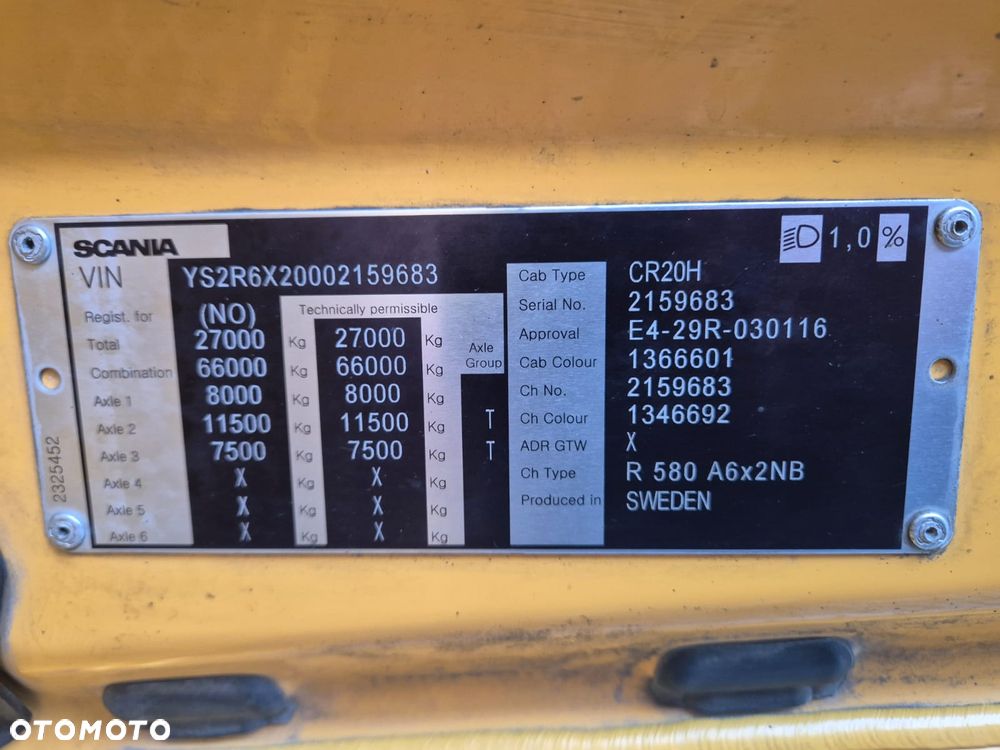 SCANIA 1,0 %
VIN YS2R6X20002159683
Regist. for (NO) Technically permissible
Total 27000 Kg 27000 Kg
Combination 66000 Kg 66000 Kg Axle Group
Axle 1 8000 Kg 8000 Kg
Axle 2 11500 Kg 11500 Kg T
Axle 3 7500 Kg 7500 Kg T
Axle 4 X Kg X Kg
Axle 5 X Kg X Kg
Axle 6 X Kg X Kg
Cab Type CR20H
Serial No. 2159683
Approval E4-29R-030116
Cab Colour 1366601
Ch No. 2159683
Ch Colour 1346692
ADR GTW X
Ch Type R 580 A6x2NB
Produced in SWEDEN
2325452
OTOMOTO